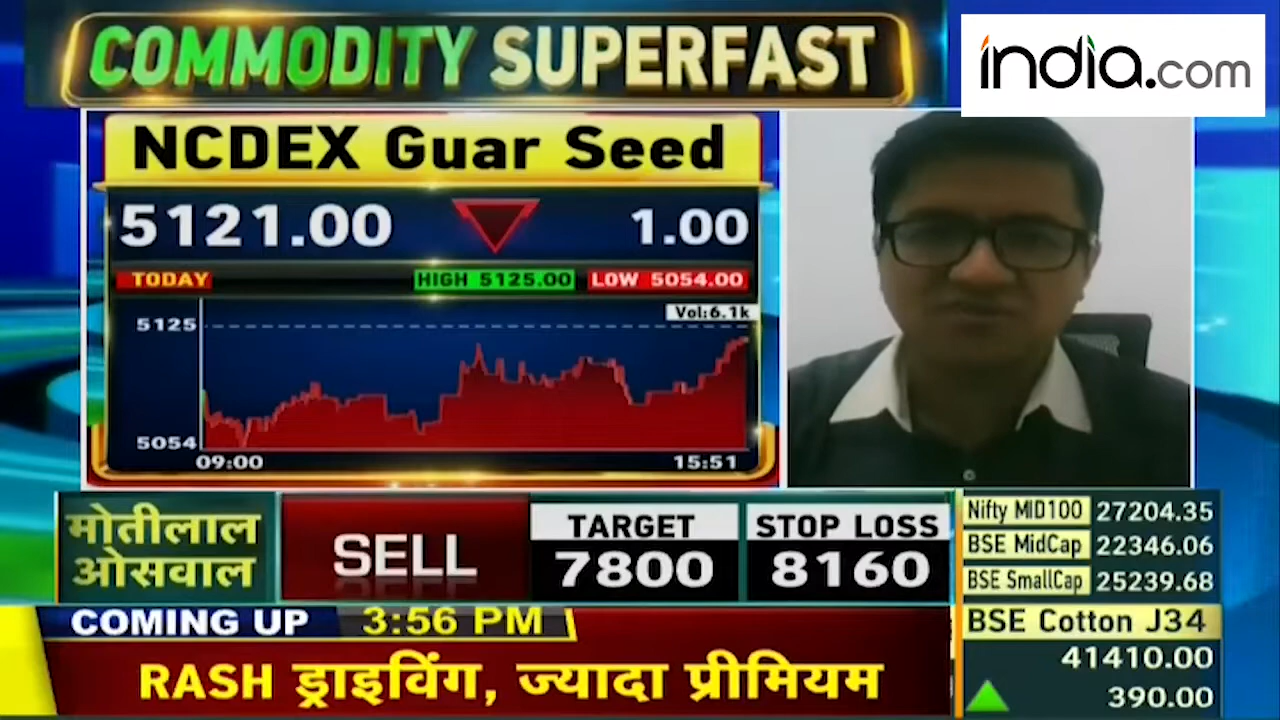 COMMODITY SUPERFAST
india.com
NCDEX Guar Seed
5121.00 1.00
TODAY HIGH 5125.00 LOW 5054.00
Vol:6.1k
5125
5054
09:00 15:51
मोतीलाल
ओसवाल
SELL
TARGET
7800
STOP LOSS
8160
Nifty MID100 27204.35
BSE MidCap 22346.06
BSE SmallCap 25239.68
COMING UP 3:56 PM
RASH ड्राइविंग, ज्यादा प्रीमियम
BSE Cotton J34
41410.00
390.00